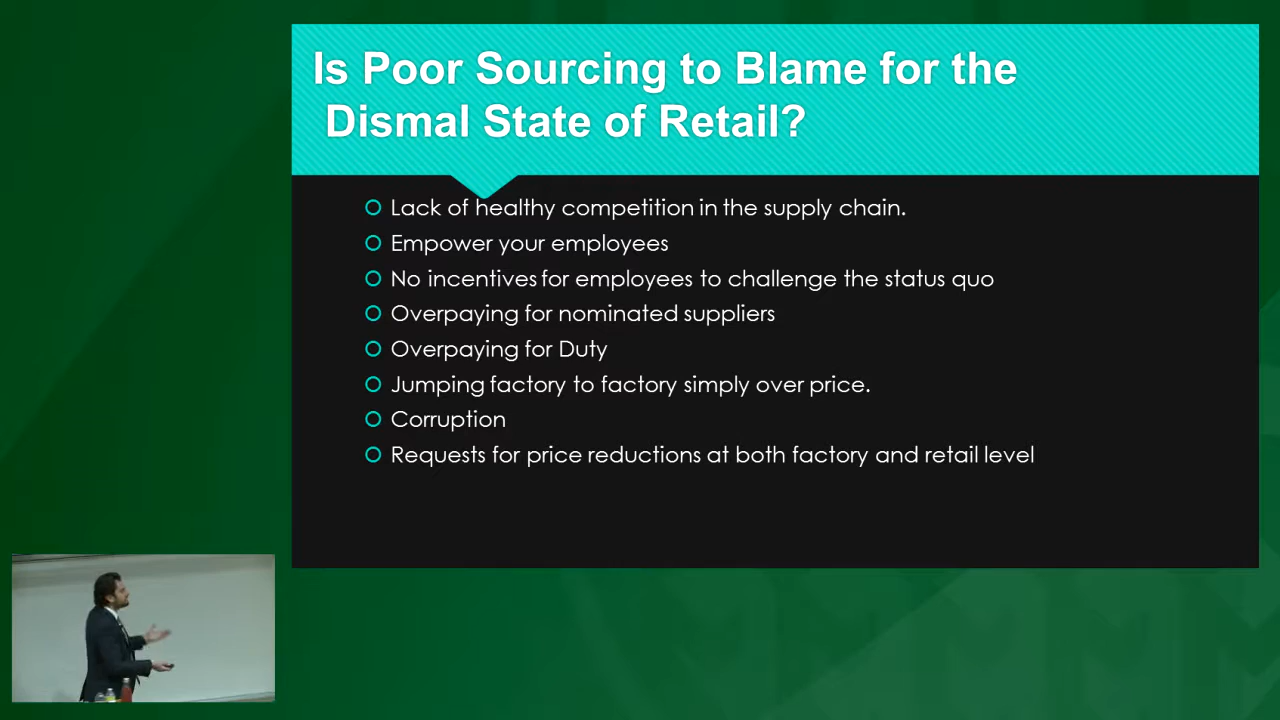 Is Poor Sourcing to Blame for the
Dismal State of Retail?
Lack of healthy competition in the supply chain.
Empower your employees
No incentives for employees to challenge the status quo
Overpaying for nominated suppliers
Overpaying for Duty
Jumping factory to factory simply over price.
Corruption
Requests for price reductions at both factory and retail level